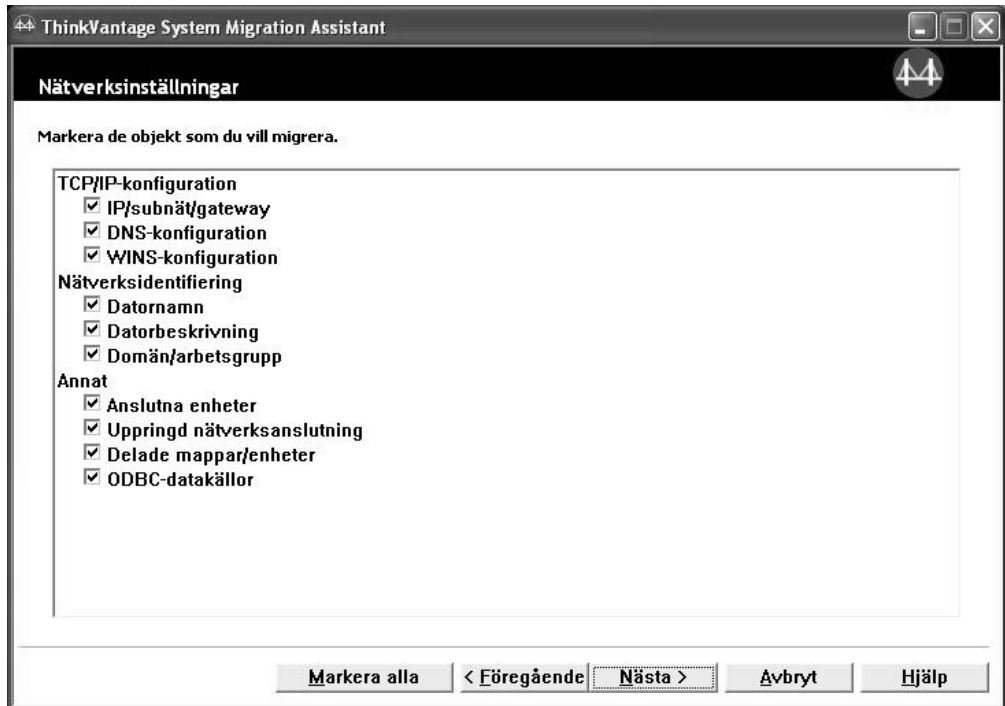 ThinkVantage System Migration Assistant
Nätverksinställningar
Markera de objekt som du vill migrera.
TCP/IP-konfiguration
IP/subnät/gateway
DNS-konfiguration
WINS-konfiguration
Nätverksidentifiering
Datornamn
Datorbeskrivning
Domän/arbetsgrupp
Annat
Anslutna enheter
Uppringd nätverksanslutning
Delade mappar/enheter
ODBC-datakällor
Markera alla < Föregående Nästa > Avbryt Hjälp